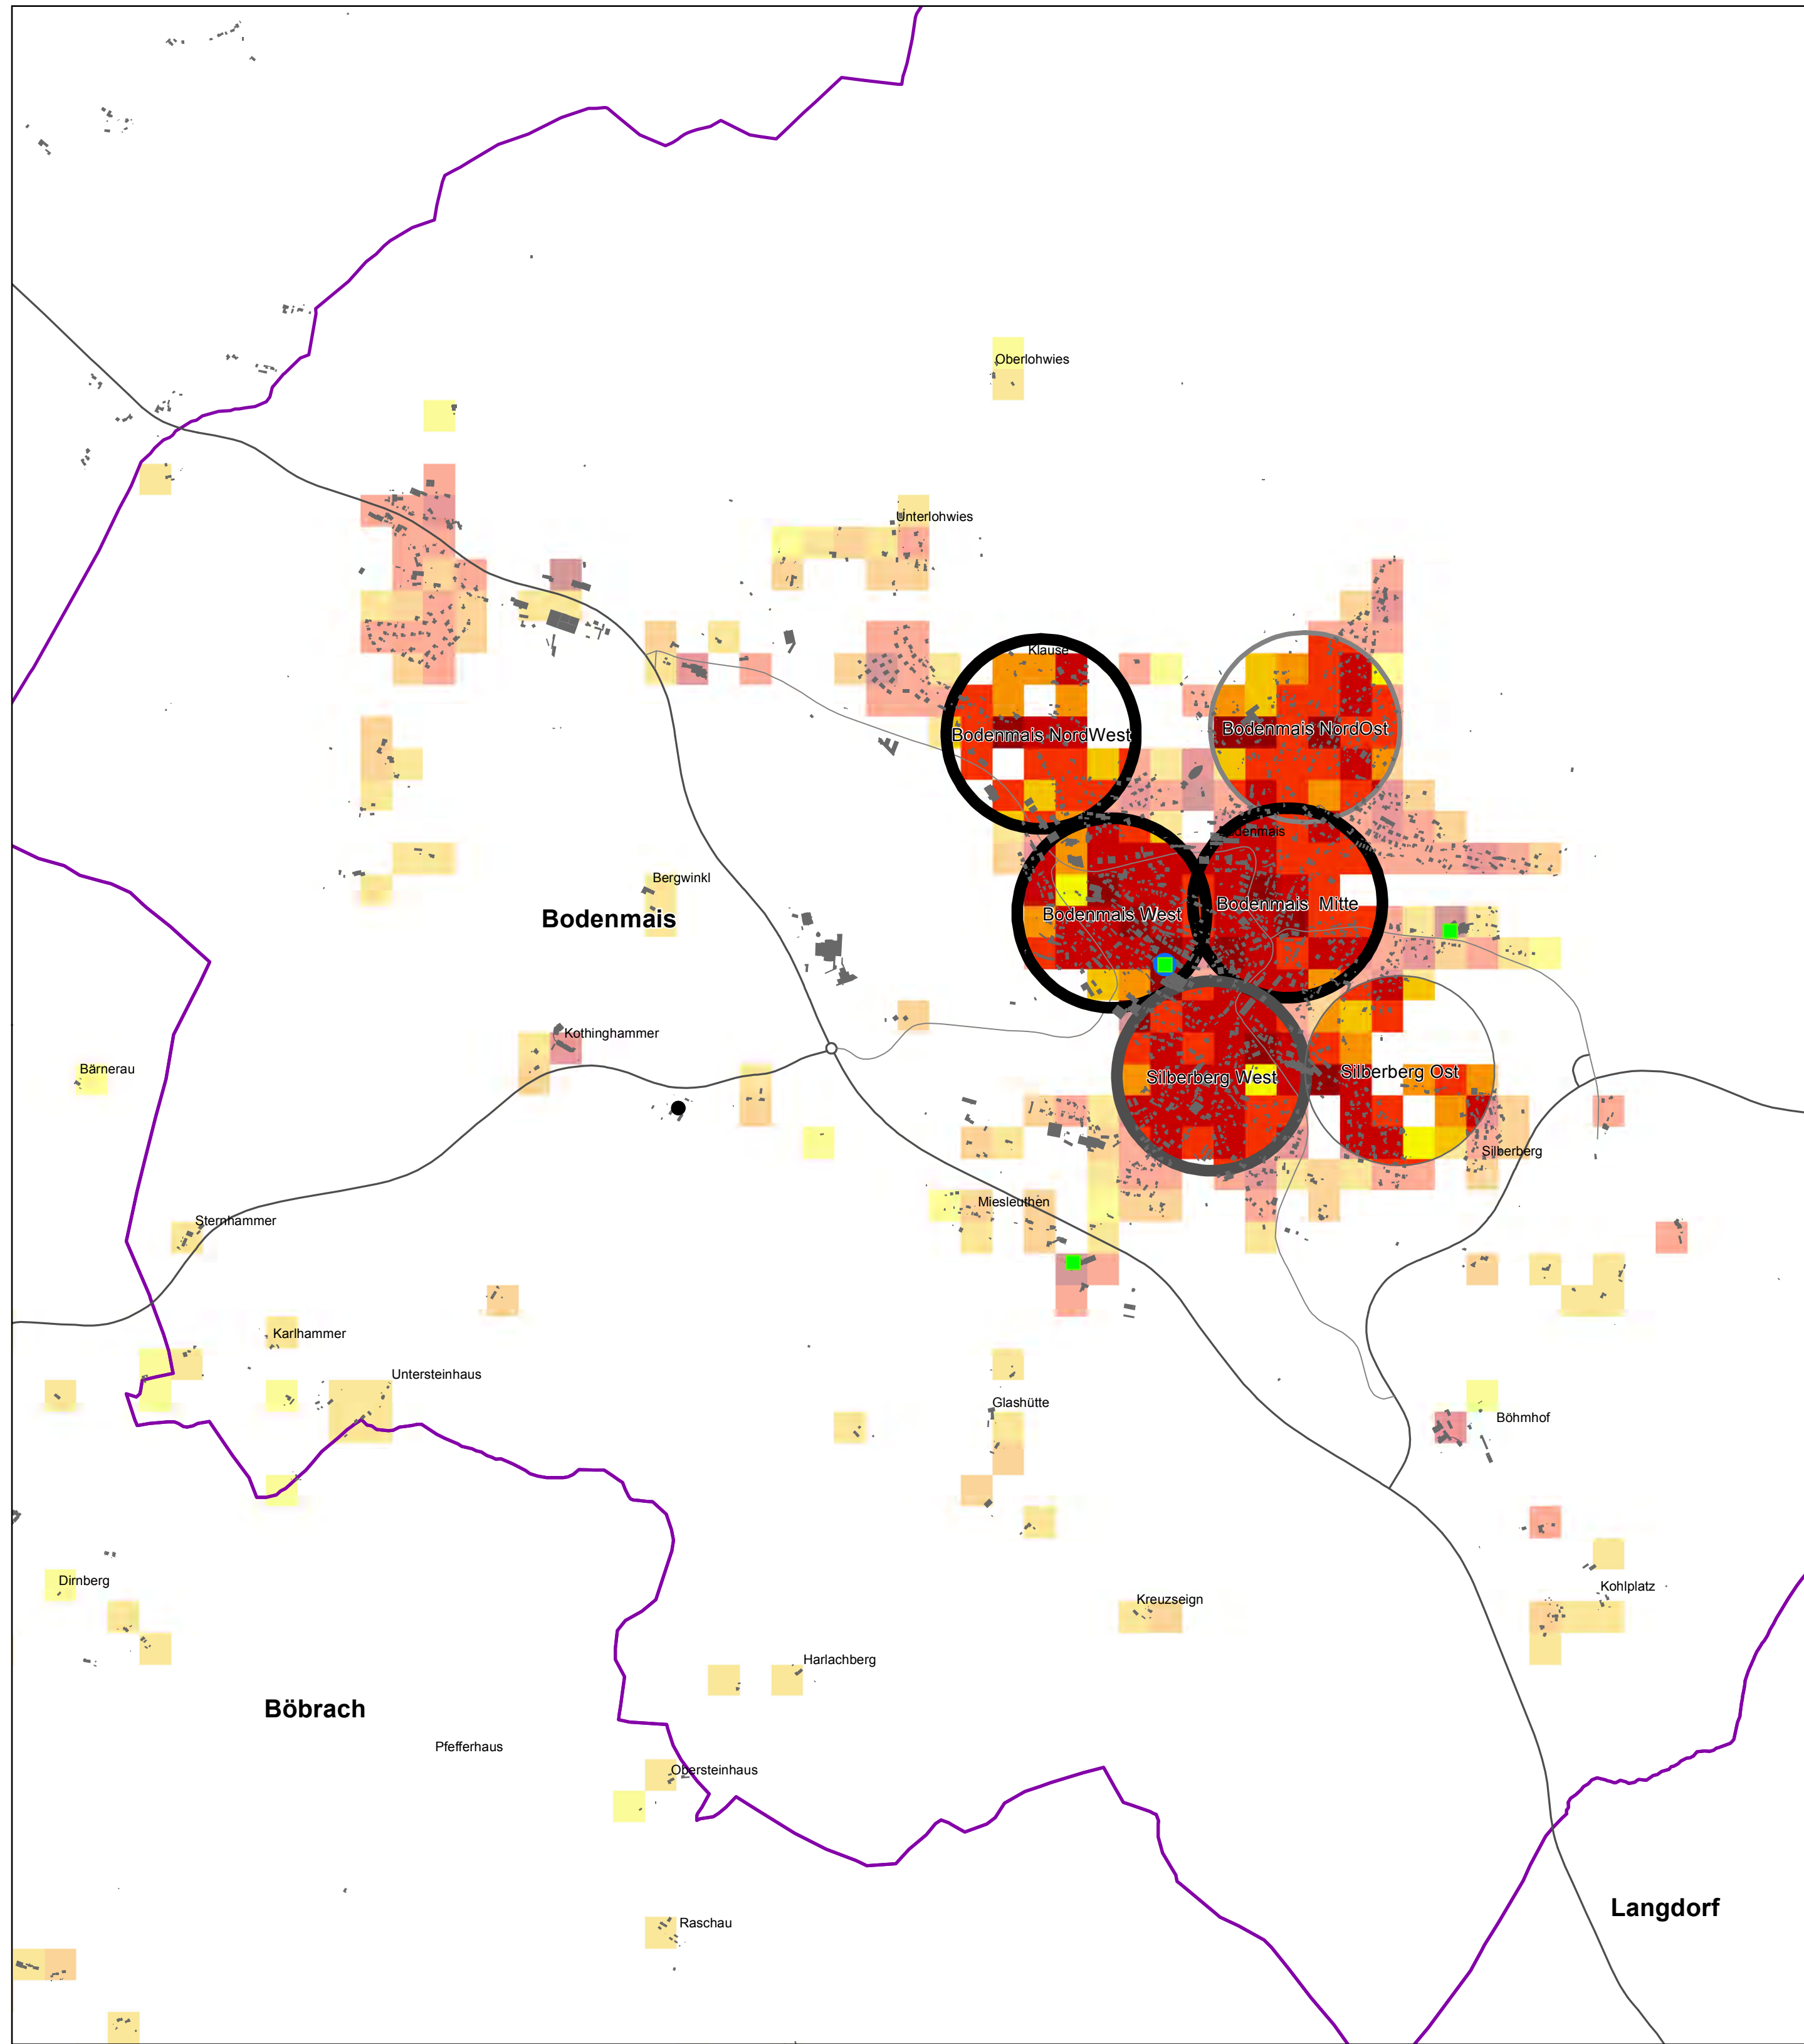 Oberlohwies
Unterlohwies
Klause
Bodenmais NordWest
Bodenmais NordOst
Bodenmais
Bergwinkl
Bodenmais
Bodenmais West
Bodenmais Mitte
Kothinghammer
Bärnerau
Silberberg West
Silberberg Ost
Silberberg
Miesleuthen
Sternhammer
Karlhammer
Untersteinhaus
Glashütte
Böhmhof
Dirnberg
Kohlplatz
Kreuzseign
Harlachberg
Böbrach
Pfefferhaus
Obersteinhaus
Langdorf
Raschau